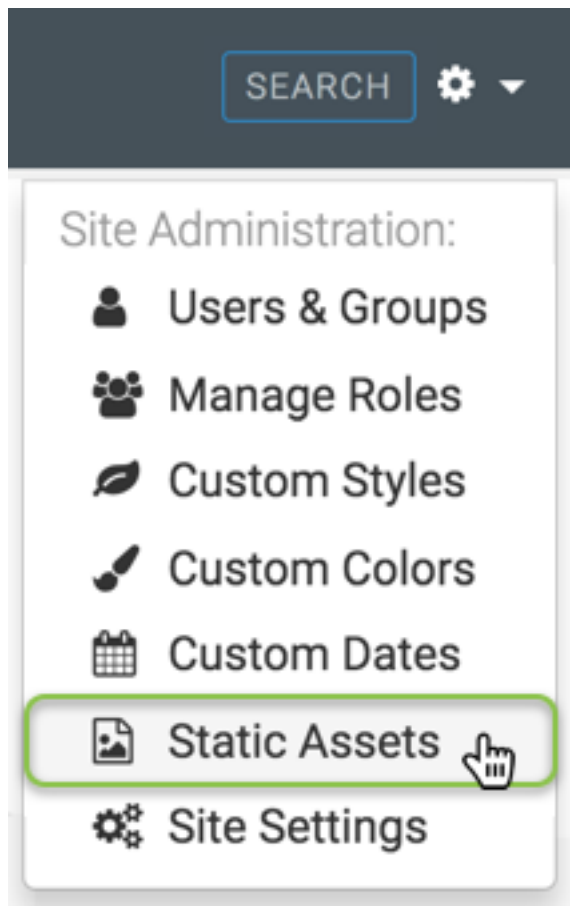 SEARCH
Site Administration:
Users & Groups
Manage Roles
Custom Styles
Custom Colors
Custom Dates
Static Assets
Site Settings